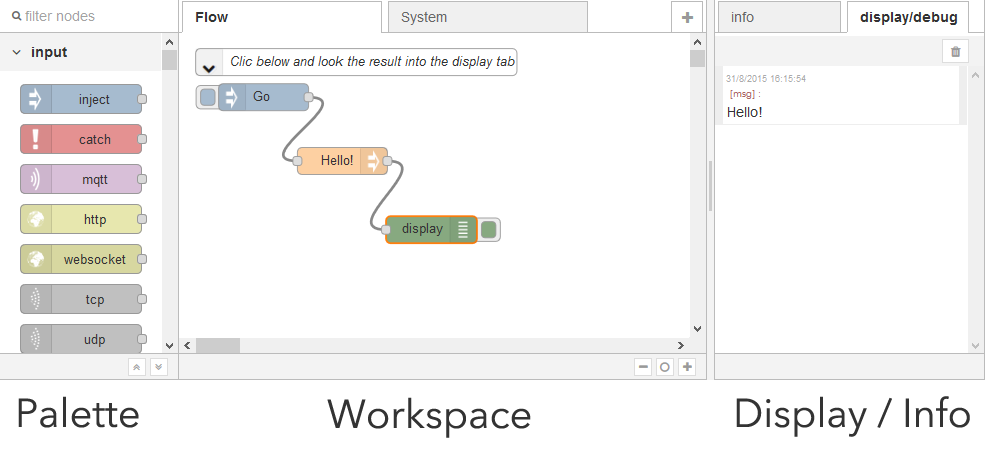 filter nodes
input
inject
catch
mqtt
http
websocket
tcp
udp
Flow
System
Clic below and look the result into the display tab
Go
Hello!
display
info
display/debug
31/8/2015 16:15:54
[msg] :
Hello!
Palette
Workspace
Display / Info